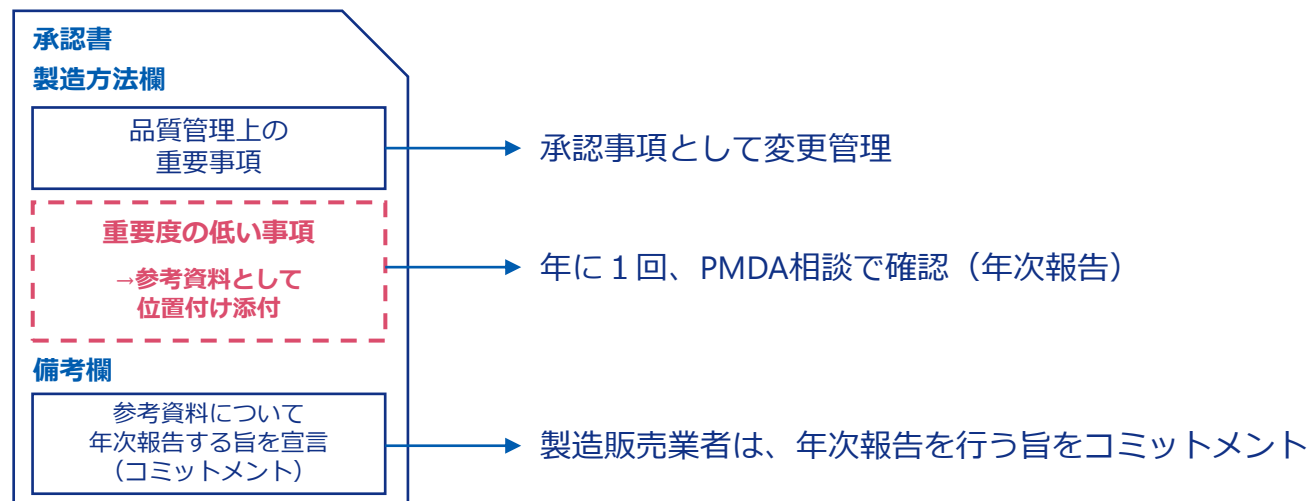 承認書
製造方法欄
品質管理上の
重要事項
承認事項として変更管理
重要度の低い事項
→参考資料として
位置付け添付
年に１回、PMDA相談で確認（年次報告）
備考欄
参考資料について
年次報告する旨を宣言
（コミットメント）
製造販売業者は、年次報告を行う旨をコミットメント